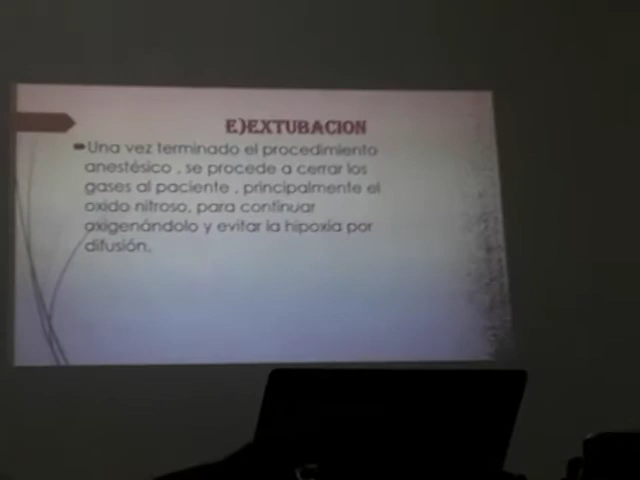 E)EXTUBACION
Una vez terminado el procedimiento
anestésico , se procede a cerrar los
gases al paciente , principalmente el
oxido nitroso, para continuar
oxigenándolo y evitar la hipoxia por
difusión.